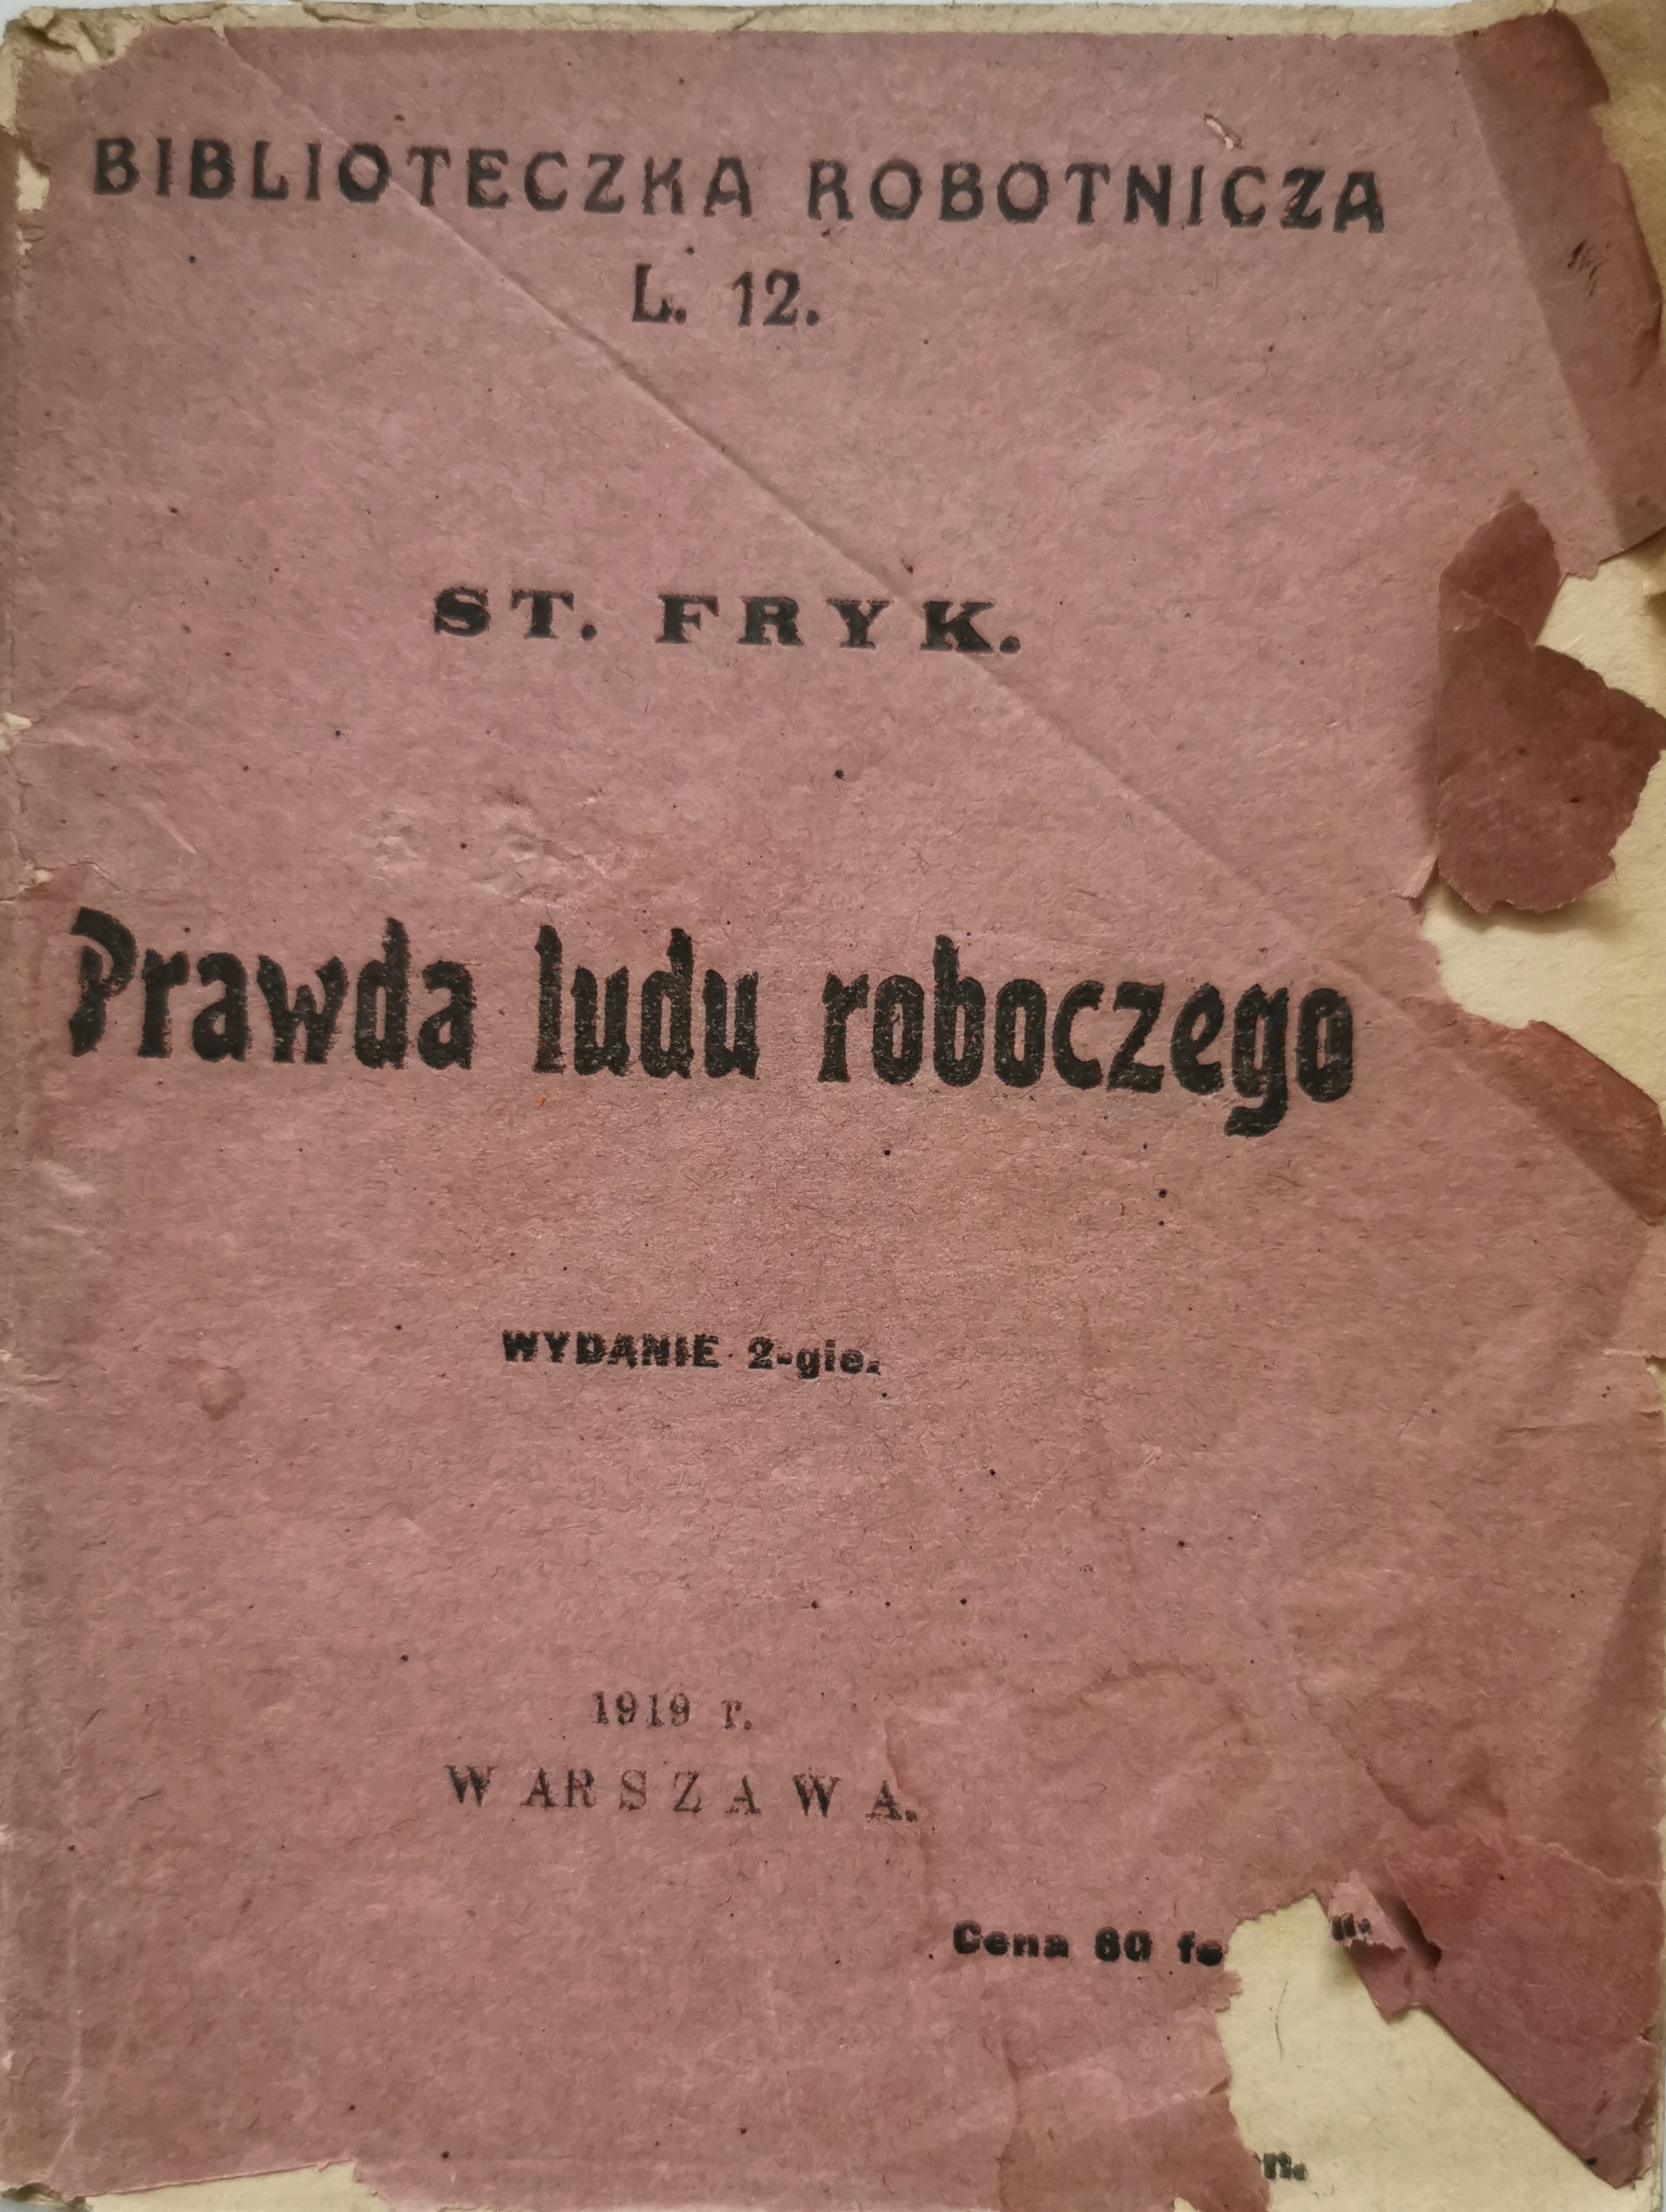 BIBLIOTECZKA ROBOTNICZA
L. 12.
ST. FRYK.
Prawda ludu roboczego
WYDANIE 2-gie.
1919 r.
WARSZAWA.
Cena 60